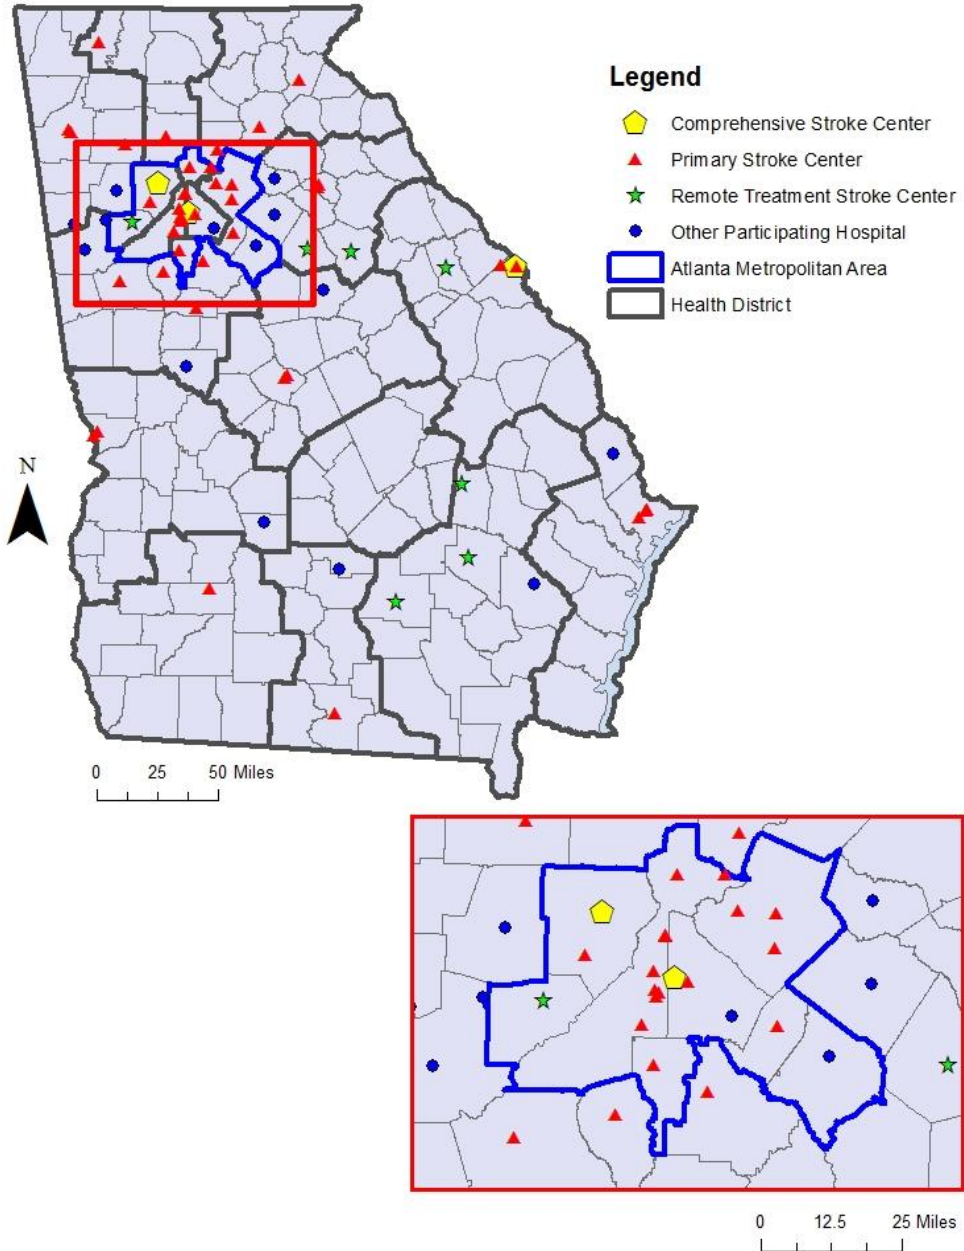 Legend
Comprehensive Stroke Center
Primary Stroke Center
Remote Treatment Stroke Center
Other Participating Hospital
Atlanta Metropolitan Area
Health District
N
0 25 50 Miles
0 12.5 25 Miles